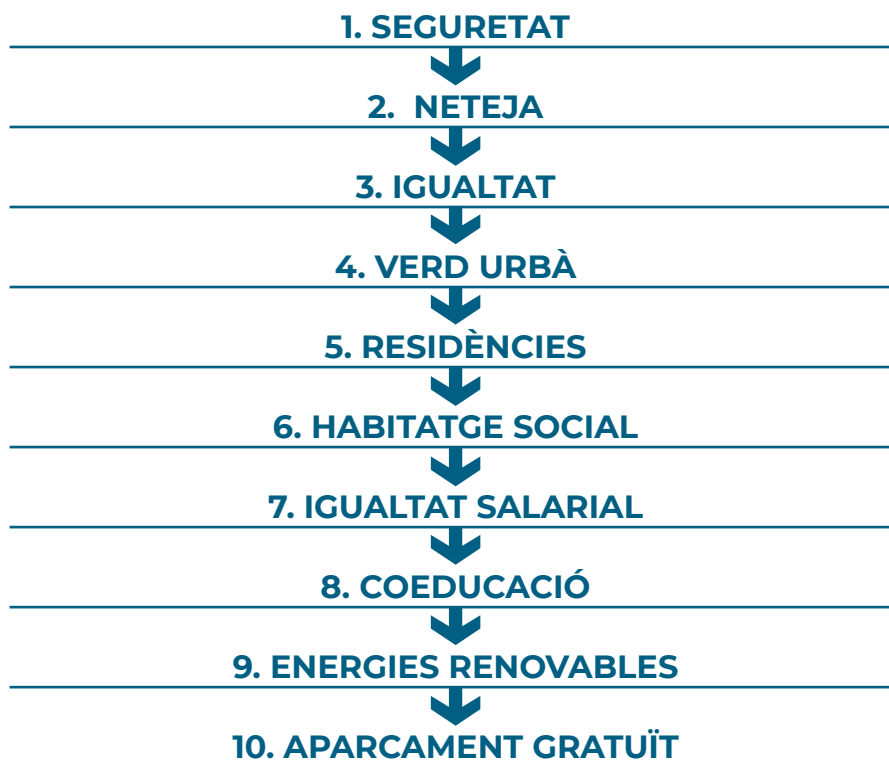 1. SEGURETAT
2. NETEJA
3. IGUALTAT
4. VERD URBÀ
5. RESIDÈNCIES
6. HABITATGE SOCIAL
7. IGUALTAT SALARIAL
8. COEDUCACIÓ
9. ENERGIES RENOVABLES
10. APARCAMENT GRATUÏT